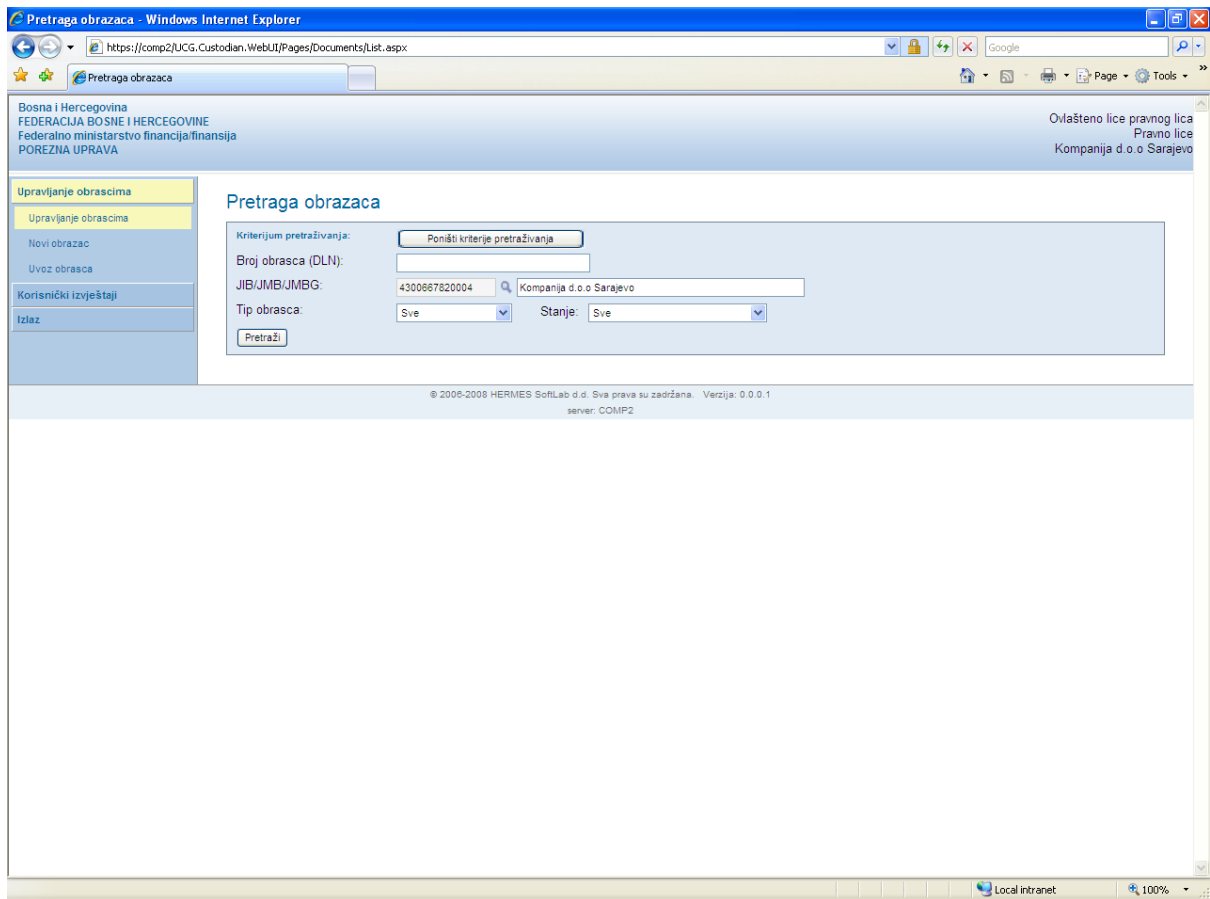 Pretraga obrazaca - Windows Internet Explorer
https://comp2/UCG.Custodian.WebUI/Pages/Documents/List.aspx
Google
Pretraga obrazaca
Page
Tools
Bosna i Hercegovina
FEDERACIJA BOSNE I HERCEGOVINE
Federalno ministarstvo financija/finansija
POREZNA UPRAVA
Ovlašteno lice pravnog lica
Pravno lice
Kompanija d.o.o Sarajevo
Upravljanje obrascima
Upravljanje obrascima
Novi obrazac
Uvoz obrasca
Korisnički izvještaji
Izlaz
Pretraga obrazaca
Kriterijum pretraživanja: Poništi kriterije pretraživanja
Broj obrasca (DLN):
JIB/JMB/JMBG: 4300667820004 Kompanija d.o.o Sarajevo
Tip obrasca: Sve Stanje: Sve
Pretraži
© 2006-2008 HERMES SoftLab d.d. Sva prava su zadržana. Verzija: 0.0.0.1
server: COMP2
Local intranet 100%